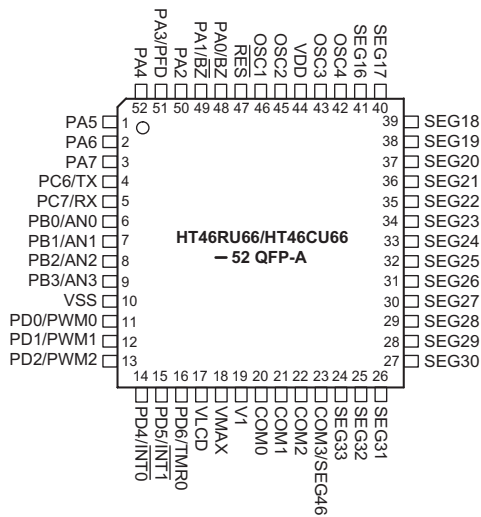 PA4
PA3/PFD
PA2
PA1/B̅Z̅
PA0/BZ
R̅E̅S̅
OSC1
OSC2
VDD
OSC3
OSC4
SEG16
SEG17
52 51 50 49 48 47 46 45 44 43 42 41 40
PA5 1
PA6 2
PA7 3
PC6/TX 4
PC7/RX 5
PB0/AN0 6
PB1/AN1 7
PB2/AN2 8
PB3/AN3 9
VSS 10
PD0/PWM0 11
PD1/PWM1 12
PD2/PWM2 13
HT46RU66/HT46CU66
– 52 QFP-A
39 SEG18
38 SEG19
37 SEG20
36 SEG21
35 SEG22
34 SEG23
33 SEG24
32 SEG25
31 SEG26
30 SEG27
29 SEG28
28 SEG29
27 SEG30
14 15 16 17 18 19 20 21 22 23 24 25 26
PD4/I̅N̅T̅0̅
PD5/I̅N̅T̅1̅
PD6/TMR0
VLCD
VMAX
V1
COM0
COM1
COM2
COM3/SEG46
SEG33
SEG32
SEG31